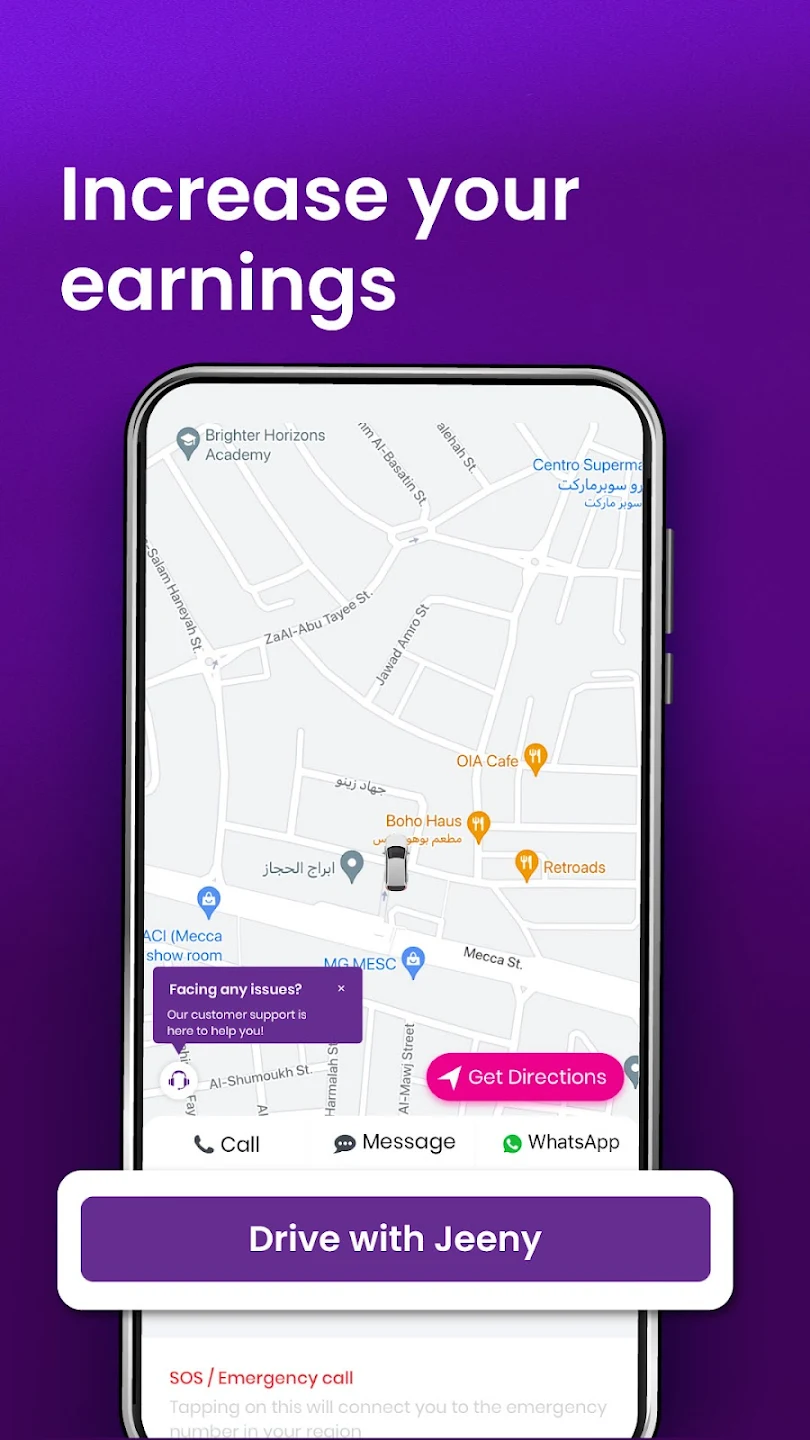 Increase your
earnings
Brighter Horizons
Academy
Al-Basatin St.
alehah St.
Centro Superma
رو سوبرماركت
سوبر ماركت
-Salam Haneyah St.
ZaAl-Abu Tayee St.
Jawad Amro St
OIA Cafe
جهاد زينو
Boho Haus
مطعم بوهو
ابراج الحجاز
Retroads
ACI (Mecca
show room
MG MESC
Mecca St.
Facing any issues? ×
Our customer support is
here to help you!
Al-Shumoukh St.
Harmalah St
Al-Mawj Street
Get Directions
Call
Message
WhatsApp
Drive with Jeeny
SOS / Emergency call
Tapping on this will connect you to the emergency
number in your region